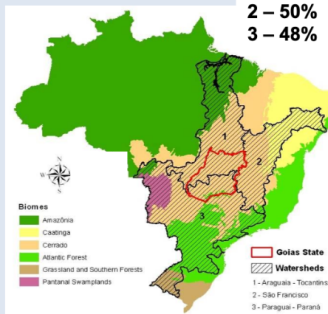 2 – 50%
3 – 48%
1
2
3
N
W
E
S
Biomes
Amazônia
Caatinga
Cerrado
Atlantic Forest
Grassland and Southern Forests
Pantanal Swamplands
Goias State
Watersheds
1 - Araguaia - Tocantins
2 - São Francisco
3 - Paraguai - Paraná